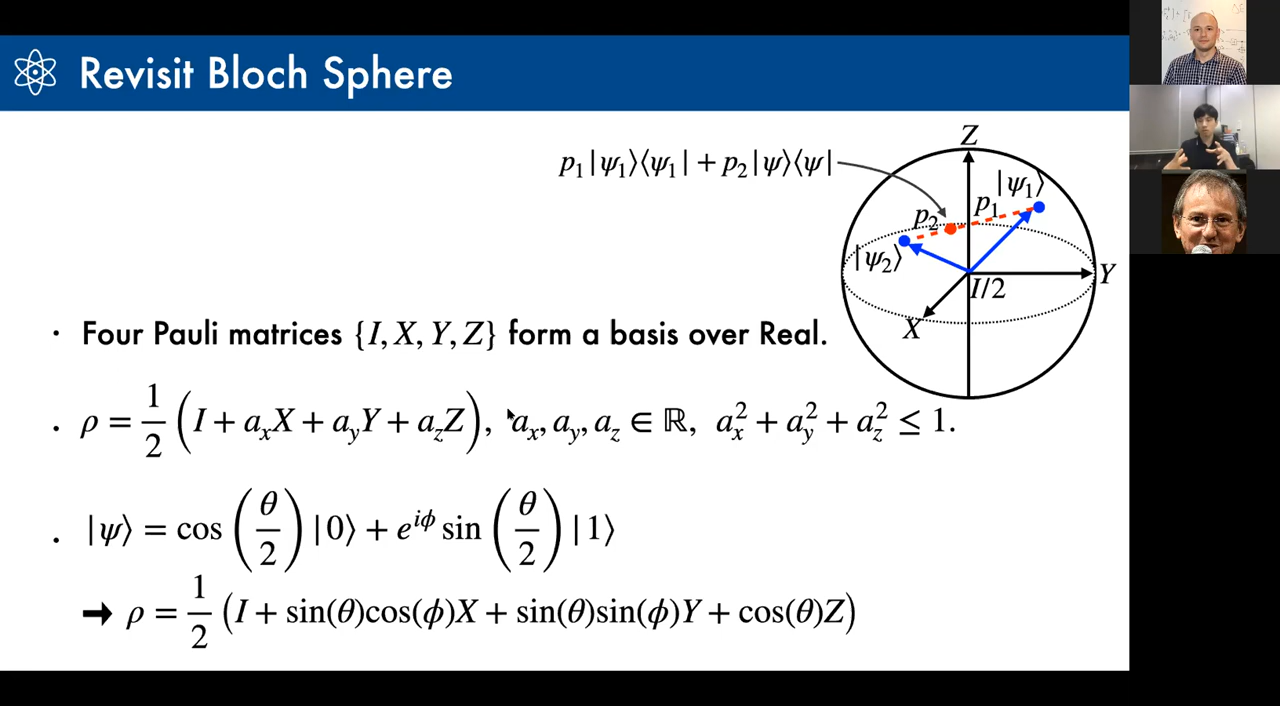 Revisit Bloch Sphere
p₁|ψ₁⟩⟨ψ₁| + p₂|ψ⟩⟨ψ|
Z
|ψ₁⟩
p₁
p₂
|ψ₂⟩
Y
I/2
X
· Four Pauli matrices {I, X, Y, Z} form a basis over Real.
. ρ = 1/2 (I + aₓX + a_yY + a_zZ), aₓ, a_y, a_z ∈ ℝ, aₓ² + a_y² + a_z² ≤ 1.
. |ψ⟩ = cos (θ/2) |0⟩ + e^{iϕ} sin (θ/2) |1⟩
➡ ρ = 1/2 (I + sin(θ)cos(ϕ)X + sin(θ)sin(ϕ)Y + cos(θ)Z)